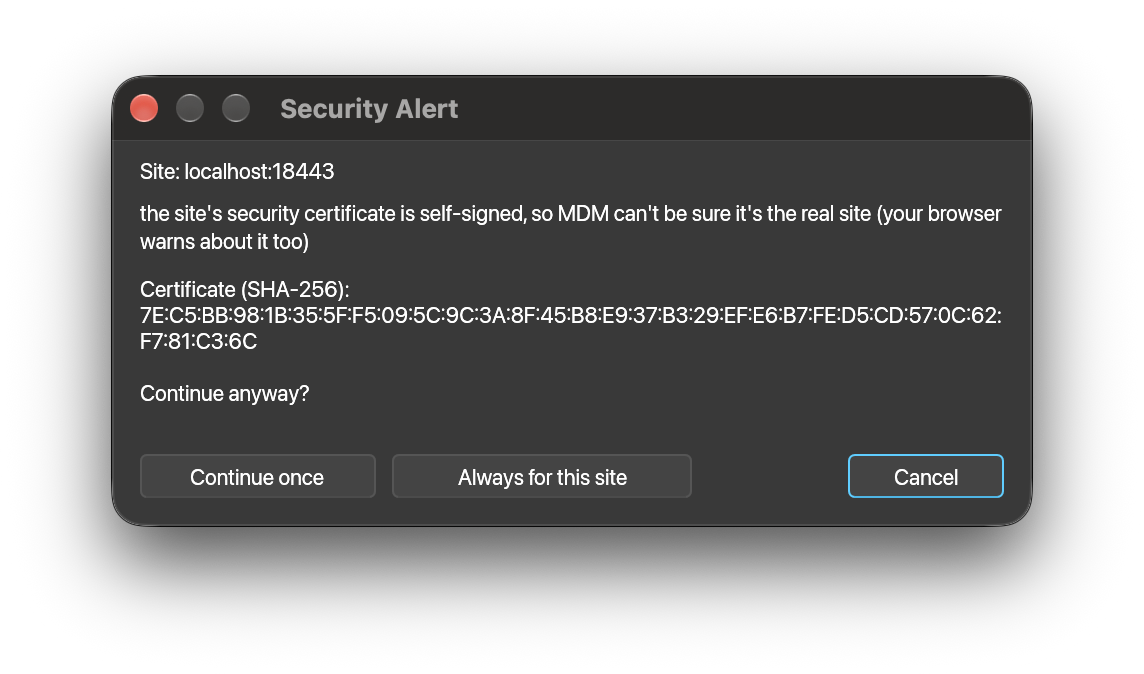 Security Alert
Site: localhost:18443
the site's security certificate is self-signed, so MDM can't be sure it's the real site (your browser
warns about it too)
Certificate (SHA-256):
7E:C5:BB:98:1B:35:5F:F5:09:5C:9C:3A:8F:45:B8:E9:37:B3:29:EF:E6:B7:FE:D5:CD:57:0C:62:
F7:81:C3:6C
Continue anyway?
Continue once
Always for this site
Cancel